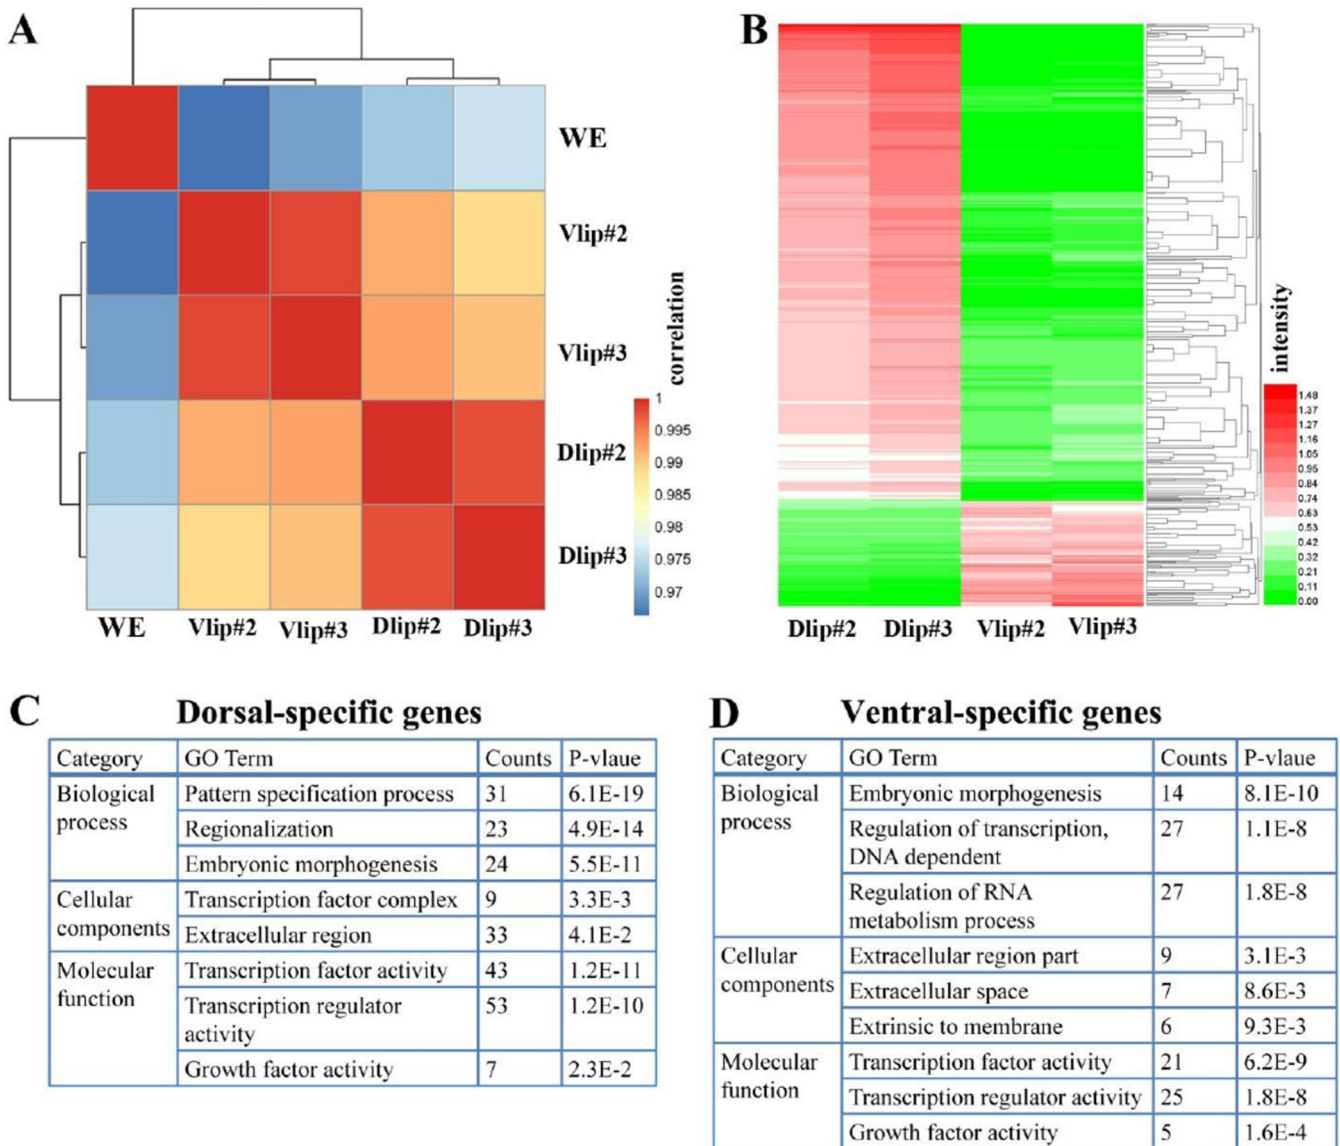 A
WE
Vlip#2
Vlip#3
Dlip#2
Dlip#3
correlation
1
0.995
0.99
0.985
0.98
0.975
0.97
WE Vlip#2 Vlip#3 Dlip#2 Dlip#3
B
intensity
1.48
1.37
1.26
1.16
1.05
0.95
0.84
0.74
0.63
0.53
0.42
0.32
0.21
0.11
0.00
Dlip#2 Dlip#3 Vlip#2 Vlip#3
C Dorsal-specific genes
Category GO Term Counts P-vlaue
Biological process Pattern specification process 31 6.1E-19
Regionalization 23 4.9E-14
Embryonic morphogenesis 24 5.5E-11
Cellular components Transcription factor complex 9 3.3E-3
Extracellular region 33 4.1E-2
Molecular function Transcription factor activity 43 1.2E-11
Transcription regulator activity 53 1.2E-10
Growth factor activity 7 2.3E-2
D Ventral-specific genes
Category GO Term Counts P-vlaue
Biological process Embryonic morphogenesis 14 8.1E-10
Regulation of transcription, DNA dependent 27 1.1E-8
Regulation of RNA metabolism process 27 1.8E-8
Cellular components Extracellular region part 9 3.1E-3
Extracellular space 7 8.6E-3
Extrinsic to membrane 6 9.3E-3
Molecular function Transcription factor activity 21 6.2E-9
Transcription regulator activity 25 1.8E-8
Growth factor activity 5 1.6E-4